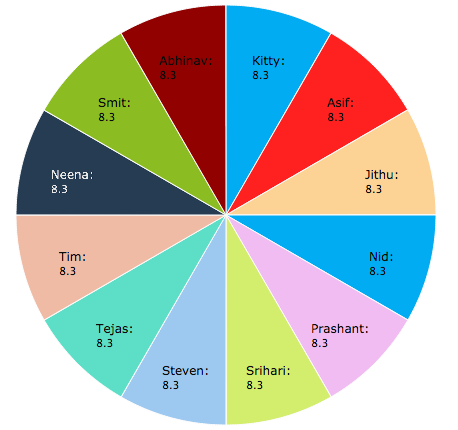 Kitty:
8.3
Asif:
8.3
Jithu:
8.3
Nid:
8.3
Prashant:
8.3
Srihari:
8.3
Steven:
8.3
Tejas:
8.3
Tim:
8.3
Neena:
8.3
Smit:
8.3
Abhinav:
8.3